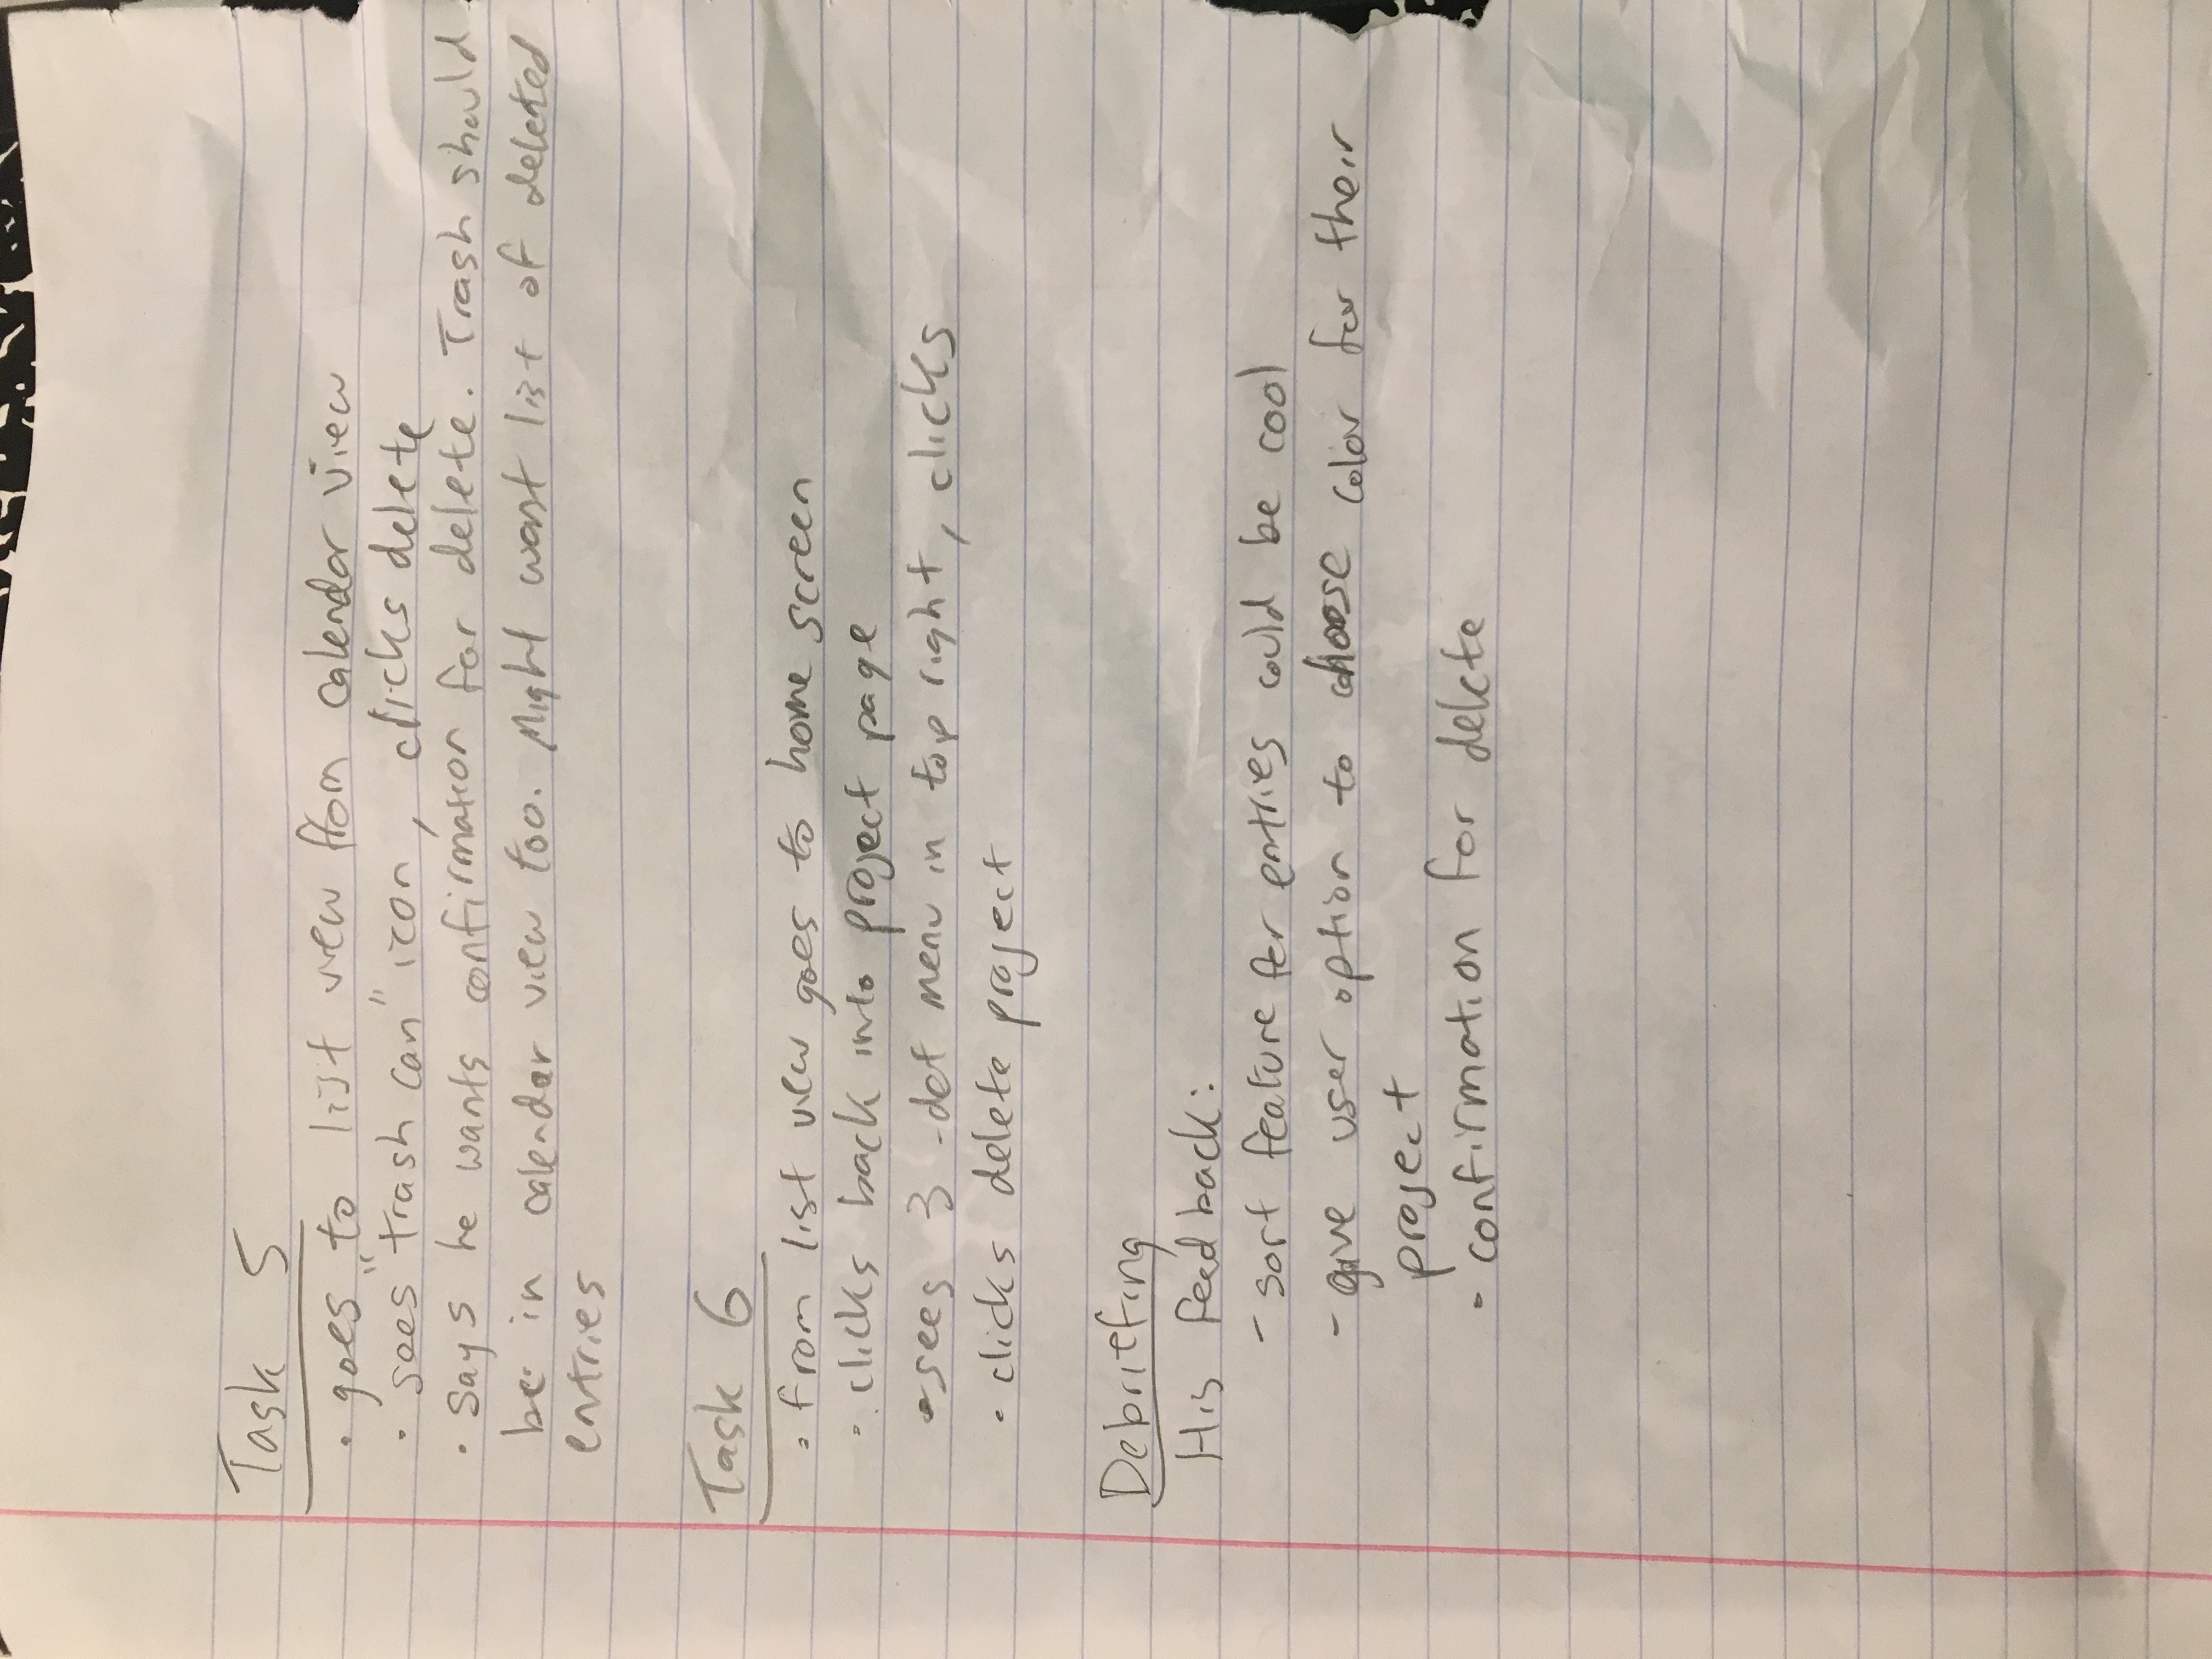 Task 5
· goes to list view from calendar view
· sees "trash can" icon, clicks delete
· says he wants confirmation for delete. Trash should
be in calendar view too. Might want list of deleted
entries
Task 6
· from list view goes to home screen
· clicks back into project page
· sees 3-dot menu in top right, clicks
· clicks delete project
Debriefing
His feedback:
- sort feature for entries could be cool
- give user option to choose color for their
project
· confirmation for delete